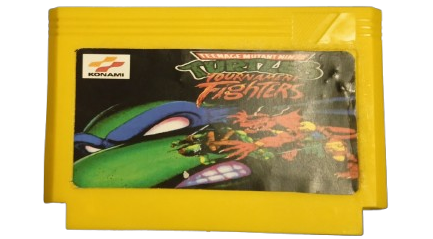 KONAMI
TEENAGE MUTANT NINJA
TURTLES
TOURNAMENT
FIGHTERS